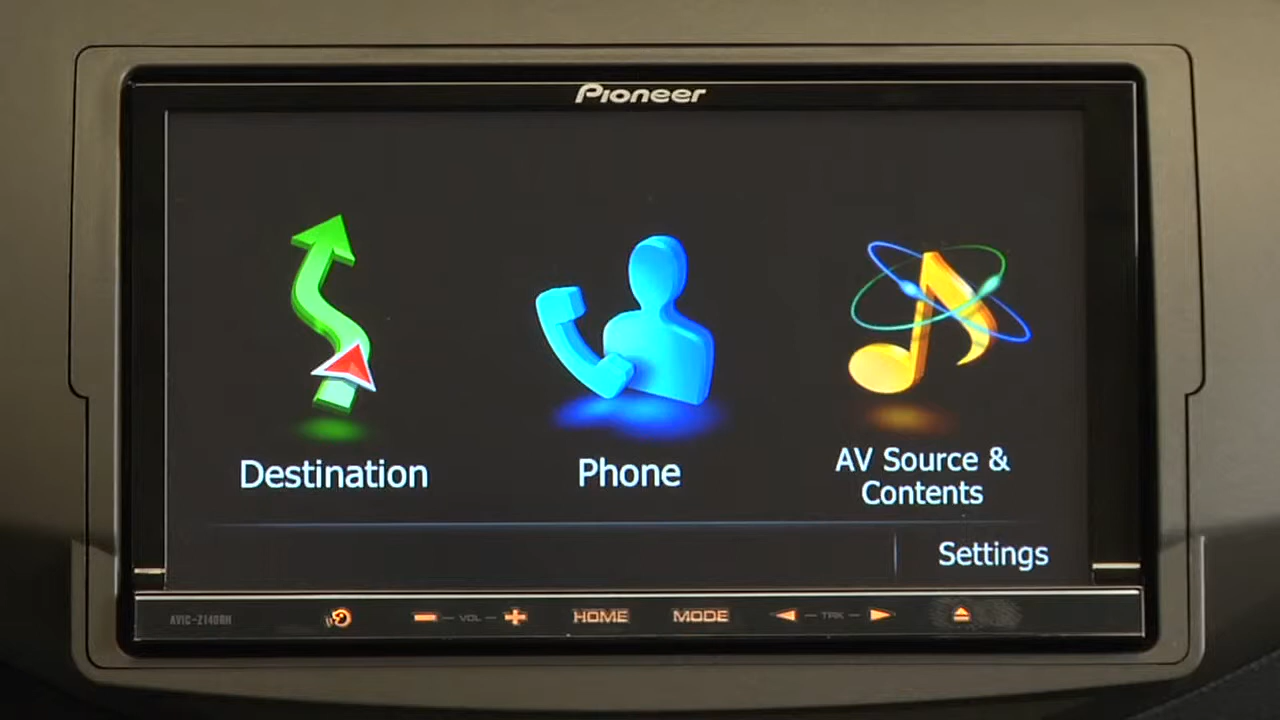 Pioneer
Destination
Phone
AV Source &
Contents
Settings
AVIC-Z140BH
VOL
HOME
MODE
TRK